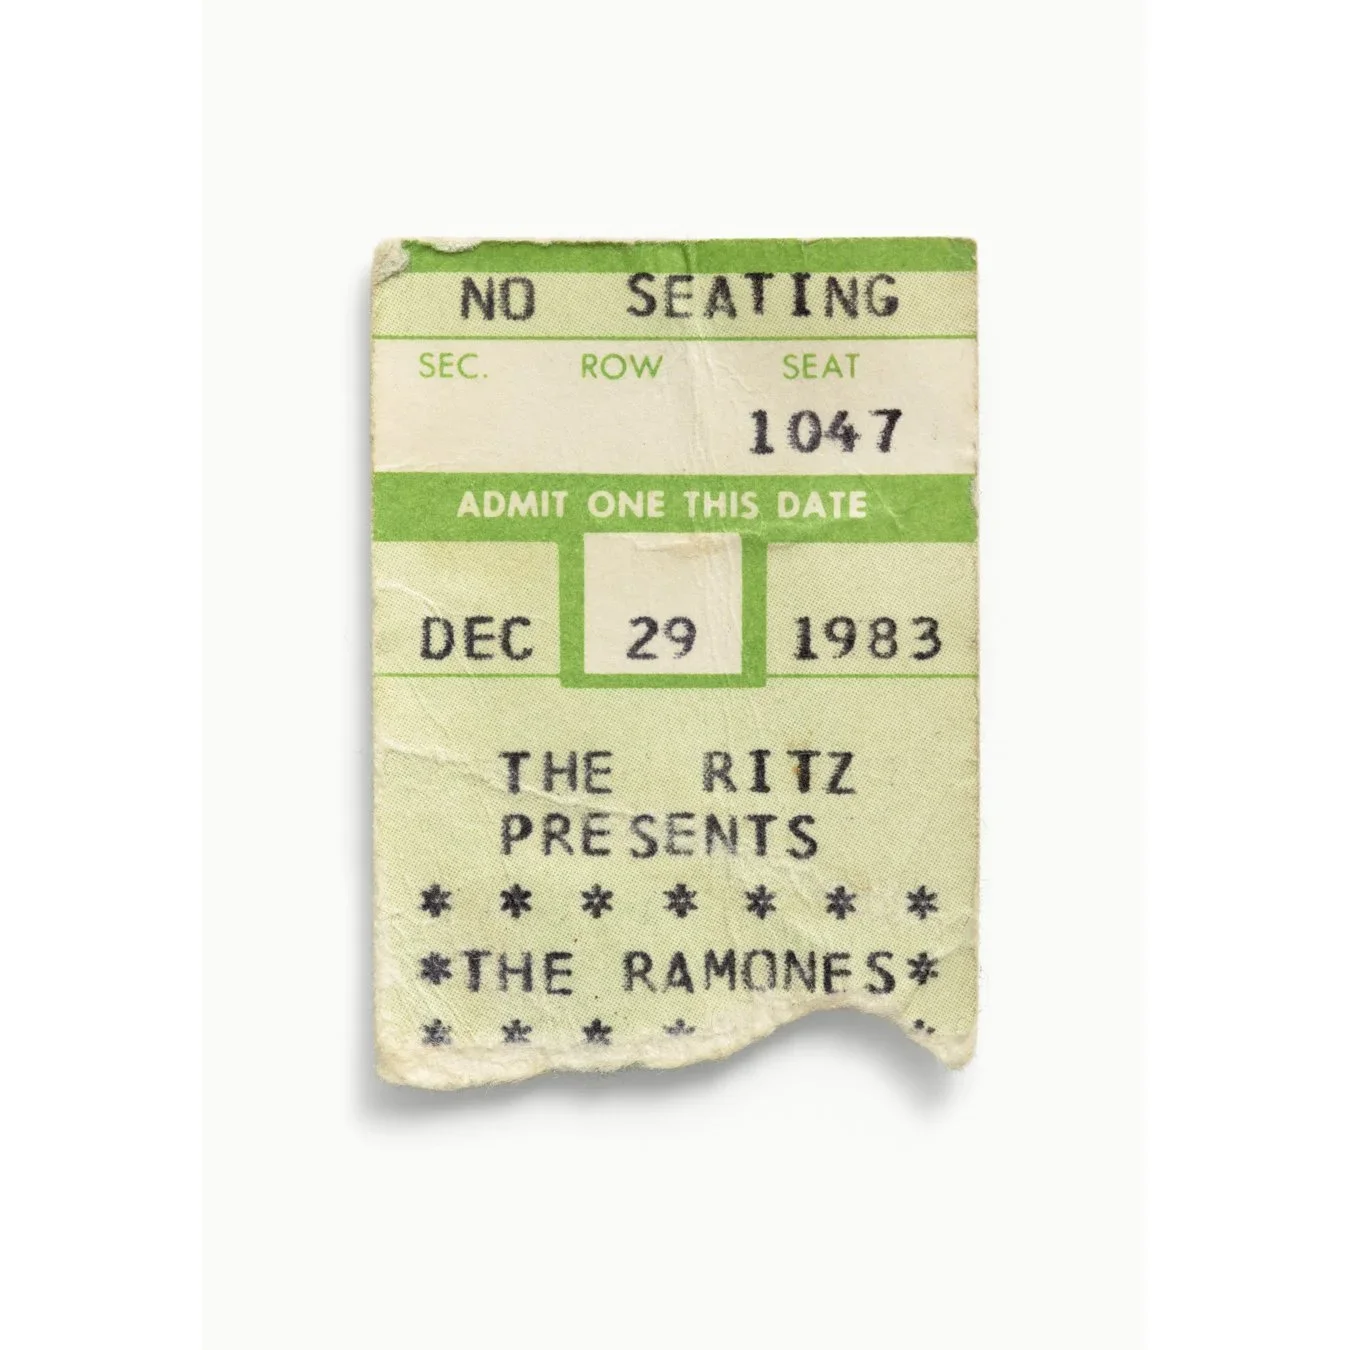 NO SEATING
SEC. ROW SEAT
1047
ADMIT ONE THIS DATE
DEC 29 1983
THE RITZ
PRESENTS
* * * * * * *
*THE RAMONES*
* * * * *